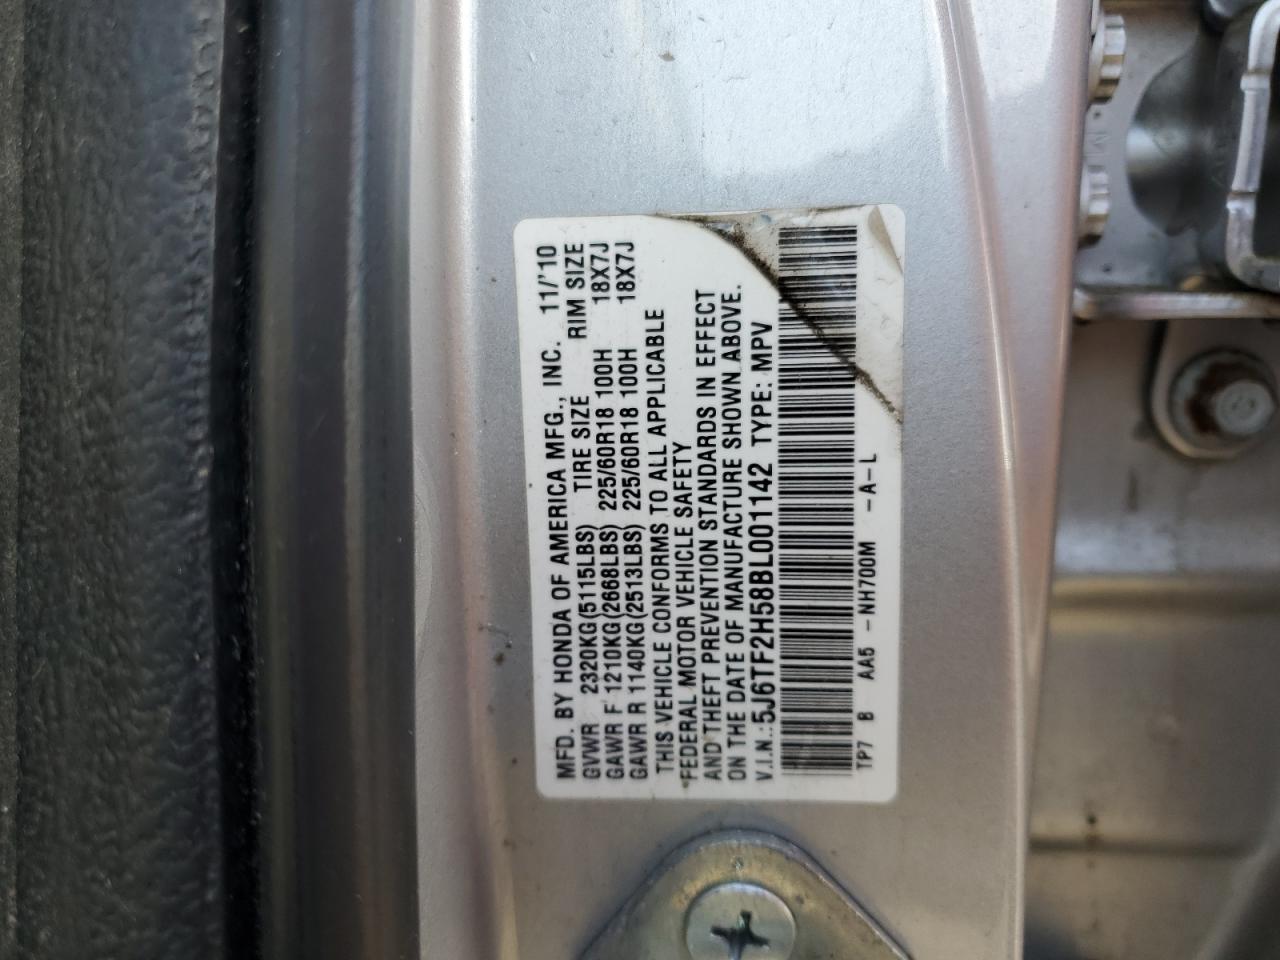 MFD. BY HONDA OF AMERICA MFG., INC. 11/'10
GVWR 2320KG(5115LBS) TIRE SIZE RIM SIZE
GAWR F 1210KG(2668LBS) 225/60R18 100H 18X7J
GAWR R 1140KG(2513LBS) 225/60R18 100H 18X7J
THIS VEHICLE CONFORMS TO ALL APPLICABLE
FEDERAL MOTOR VEHICLE SAFETY
AND THEFT PREVENTION STANDARDS IN EFFECT
ON THE DATE OF MANUFACTURE SHOWN ABOVE.
V.I.N.:5J6TF2H58BL001142 TYPE: MPV
TP7 B AA5 -NH700M -A-L